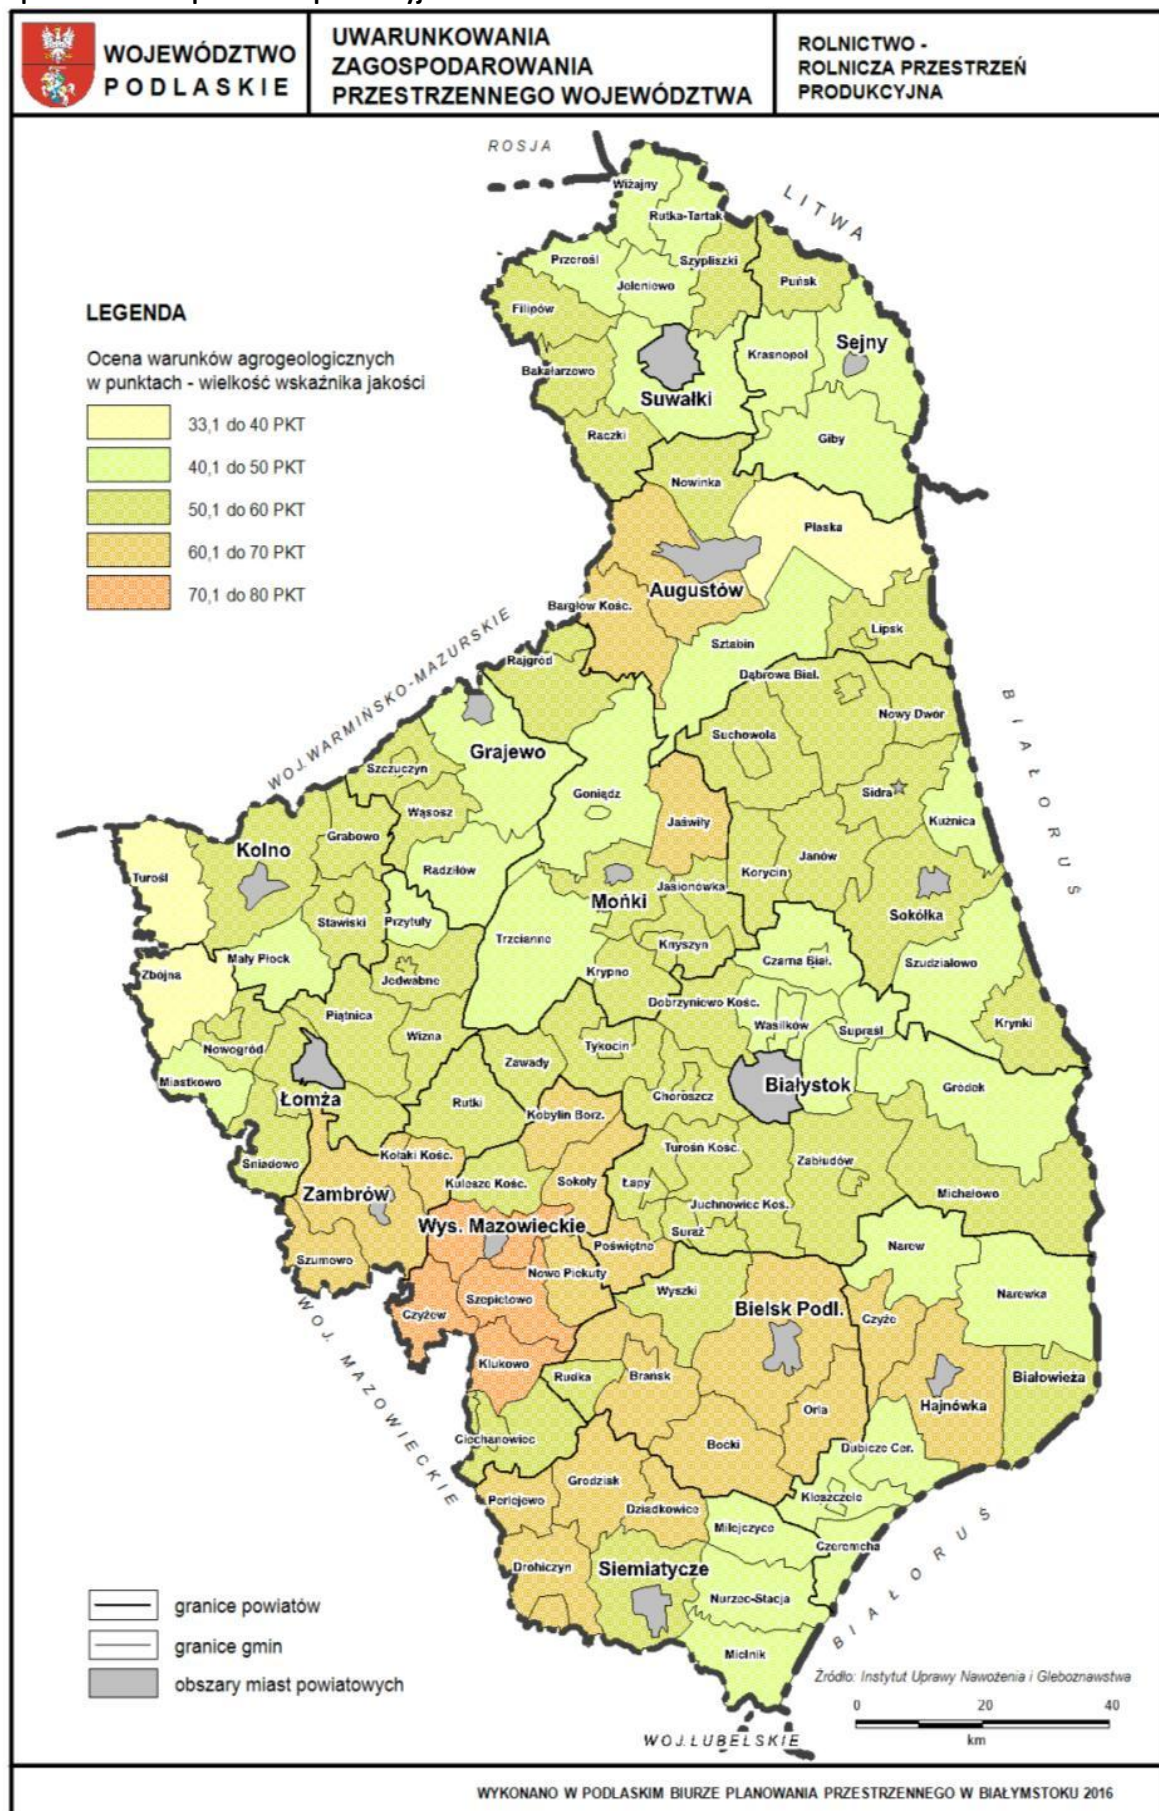 WOJEWÓDZTWO
PODLASKIE
UWARUNKOWANIA
ZAGOSPODAROWANIA
PRZESTRZENNEGO WOJEWÓDZTWA
ROLNICTWO -
ROLNICZA PRZESTRZEŃ
PRODUKCYJNA
ROSJA
LITWA
Wiżajny
Rutka-Tartak
Przerośl
Szypliszki
Jeleniewo
Puńsk
Filipów
LEGENDA
Sejny
Krasnopol
Ocena warunków agrogeologicznych
w punktach - wielkość wskaźnika jakości
Bakałarzewo
Suwałki
33,1 do 40 PKT
Raczki
Giby
40,1 do 50 PKT
Nowinka
50,1 do 60 PKT
Płaska
60,1 do 70 PKT
Augustów
70,1 do 80 PKT
Bargłów Kośc.
WOJ.WARMIŃSKO-MAZURSKIE
Lipsk
Sztabin
Rajgród
Dąbrowa Biał.
BIAŁORUŚ
Nowy Dwór
Suchowola
Grajewo
Szczuczyn
Goniądz
Sidra
Wąsosz
Jaświły
Kuźnica
Grabowo
Kolno
Janów
Radziłów
Korycin
Turośl
Jasionówka
Mońki
Sokółka
Stawiski
Przytuły
Trzcianne
Knyszyn
Mały Płock
Czarna Biał.
Szudziałowo
Zbójna
Jedwabne
Krypno
Dobrzyniewo Kośc.
Piątnica
Wasilków
Supraśl
Krynki
Wizna
Nowogród
Tykocin
Zawady
Miastkowo
Białystok
Gródek
Łomża
Choroszcz
Rutki
Kobylin Borz.
Turośń Kośc.
Kołaki Kośc.
Śniadowo
Zabłudów
Kulesze Kośc.
Sokoły
Łapy
Zambrów
Michałowo
Juchnowiec Koś.
Wys. Mazowieckie
Suraż
Poświętne
Narew
Szumowo
Nowe Piekuty
Wyszki
Narewka
Szepietowo
Bielsk Podl.
Czyżew
Czyże
WOJ. MAZOWIECKIE
Klukowo
Rudka
Brańsk
Białowieża
Hajnówka
Orla
Ciechanowiec
Boćki
Dubicze Cer.
Grodzisk
Perlejewo
Kleszczele
Dziadkowice
Milejczyce
BIAŁORUŚ
Czeremcha
Drohiczyn
Siemiatycze
Nurzec-Stacja
granice powiatów
granice gmin
Mielnik
obszary miast powiatowych
Źródło: Instytut Uprawy Nawożenia i Gleboznawstwa
0 20 40
km
WOJ.LUBELSKIE
WYKONANO W PODLASKIM BIURZE PLANOWANIA PRZESTRZENNEGO W BIAŁYMSTOKU 2016